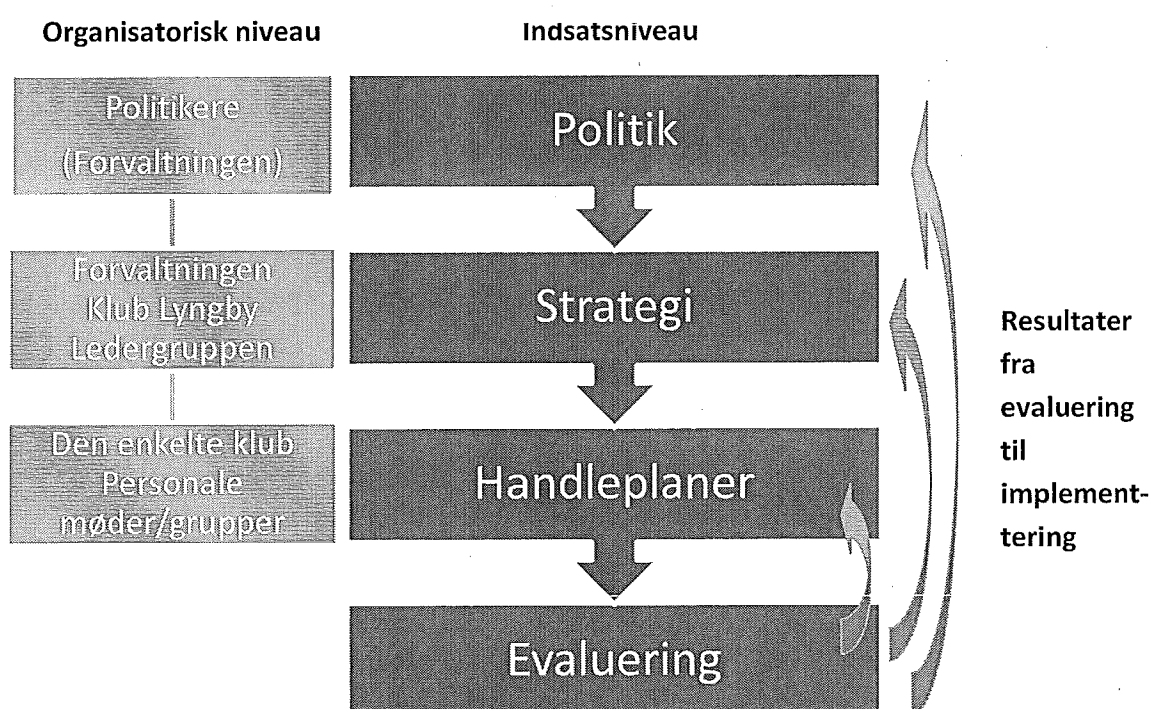 Organisatorisk niveau
Indsatsniveau
Politikere
(Forvaltningen)
Politik
Forvaltningen
Klub Lyngby
Ledergruppen
Strategi
Den enkelte klub
Personale
møder/grupper
Handleplaner
Evaluering
Resultater
fra
evaluering
til
implement-
tering